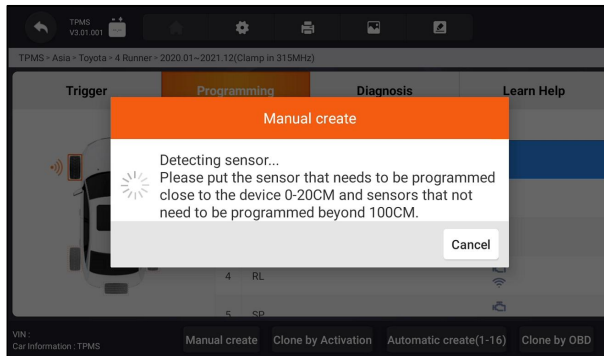 TPMS
V3.01.001
TPMS > Asia > Toyota > 4 Runner > 2020.01~2021.12(Clamp in 315MHz)
Trigger
Programming
Diagnosis
Learn Help
Manual create
Detecting sensor...
Please put the sensor that needs to be programmed
close to the device 0-20CM and sensors that not
need to be programmed beyond 100CM.
Cancel
4 RL
5 SP
VIN :
Car Information : TPMS
Manual create
Clone by Activation
Automatic create(1-16)
Clone by OBD